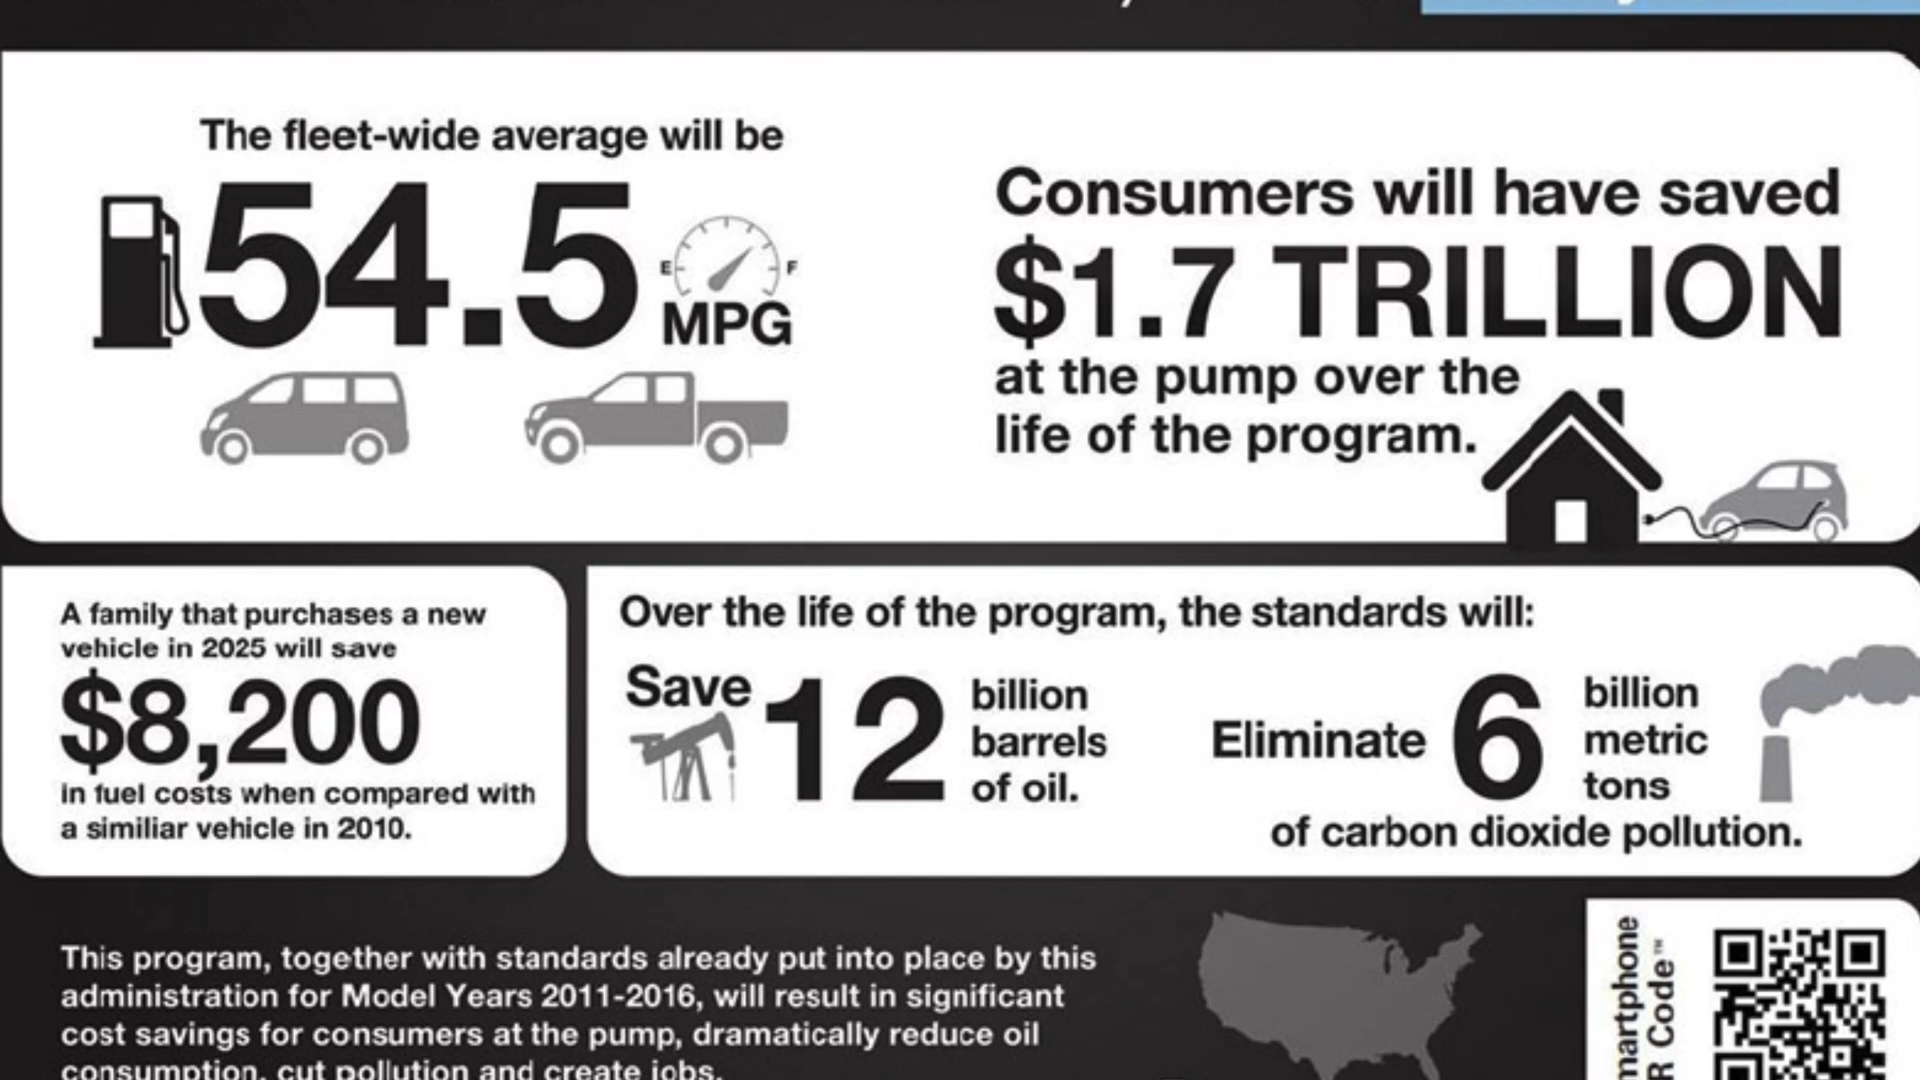 The fleet-wide average will be
54.5
E F
MPG
Consumers will have saved
$1.7 TRILLION
at the pump over the
life of the program.
A family that purchases a new
vehicle in 2025 will save
$8,200
in fuel costs when compared with
a similiar vehicle in 2010.
Over the life of the program, the standards will:
Save 12 billion
barrels
of oil.
Eliminate 6 billion
metric
tons
of carbon dioxide pollution.
This program, together with standards already put into place by this
administration for Model Years 2011-2016, will result in significant
cost savings for consumers at the pump, dramatically reduce oil
consumption, cut pollution and create jobs.
martphone
R Code™